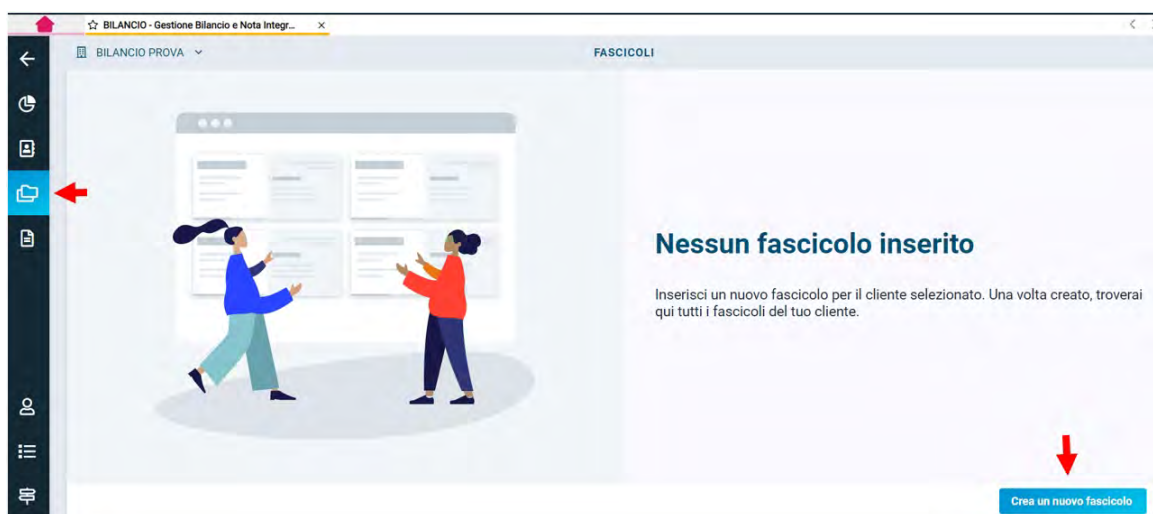 BILANCIO - Gestione Bilancio e Nota Integr...
BILANCIO PROVA
FASCICOLI
Nessun fascicolo inserito
Inserisci un nuovo fascicolo per il cliente selezionato. Una volta creato, troverai
qui tutti i fascicoli del tuo cliente.
Crea un nuovo fascicolo